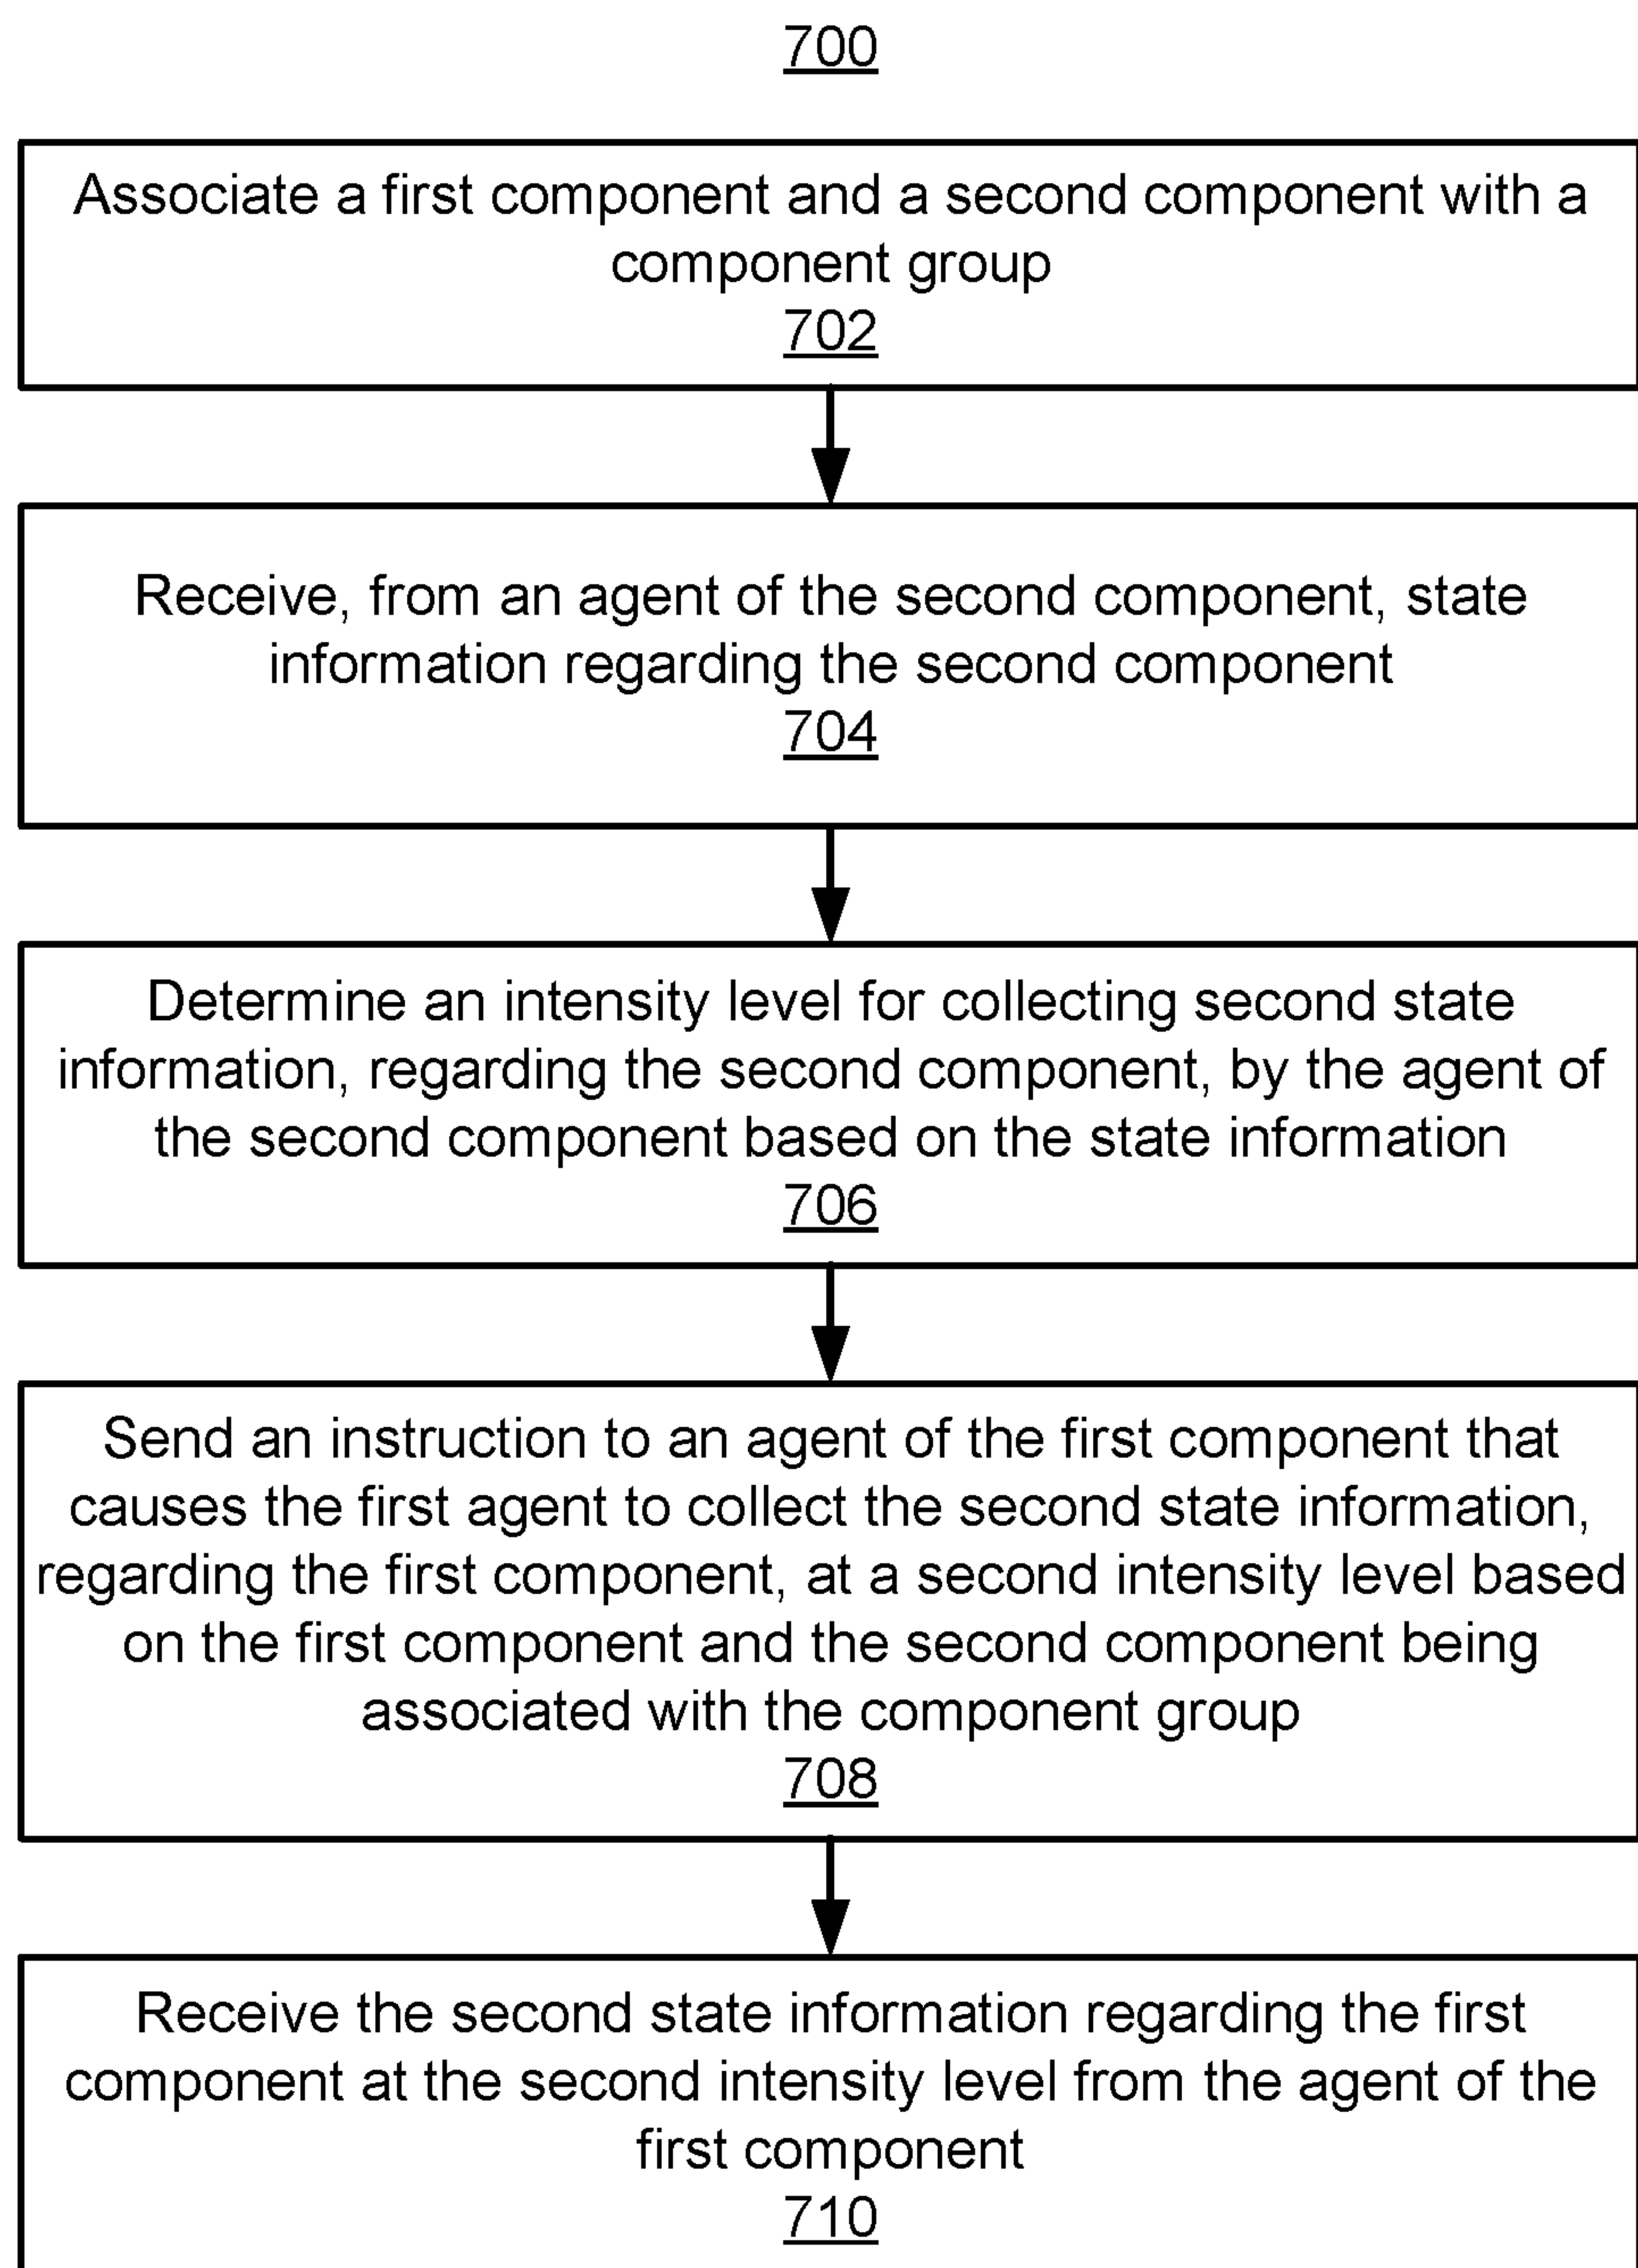 700
Associate a first component and a second component with a
component group
702
Receive, from an agent of the second component, state
information regarding the second component
704
Determine an intensity level for collecting second state
information, regarding the second component, by the agent of
the second component based on the state information
706
Send an instruction to an agent of the first component that
causes the first agent to collect the second state information,
regarding the first component, at a second intensity level based
on the first component and the second component being
associated with the component group
708
Receive the second state information regarding the first
component at the second intensity level from the agent of the
first component
710